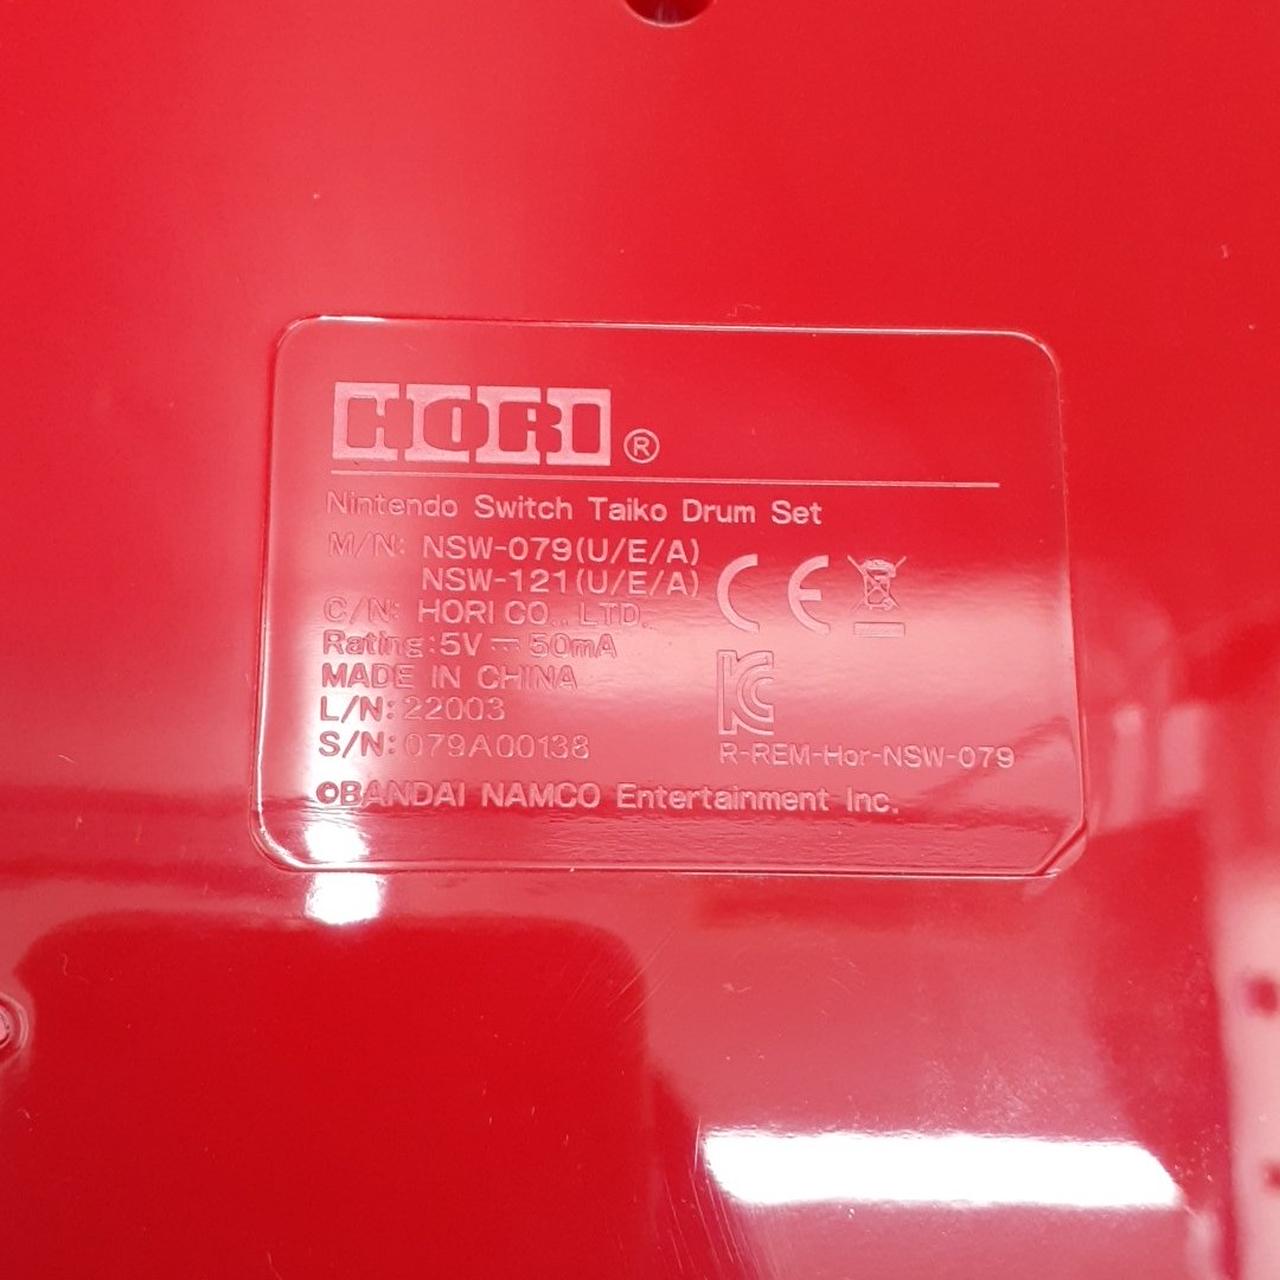 HORI®
Nintendo Switch Taiko Drum Set
M/N: NSW-079(U/E/A)
NSW-121(U/E/A)
C/N: HORI CO., LTD.
Rating:5V ⎓ 50mA
MADE IN CHINA
L/N:22003
S/N:079A00138
R-REM-Hor-NSW-079
©BANDAI NAMCO Entertainment Inc.